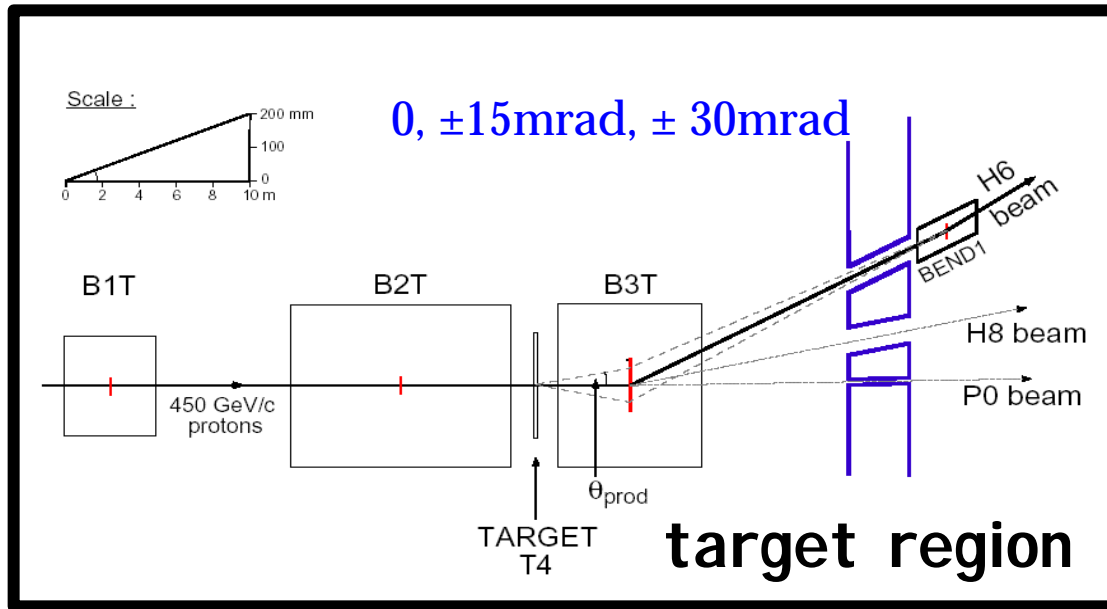 Scale :
200 mm
100
0
0 2 4 6 8 10 m
0, ±15mrad, ± 30mrad
H6
beam
BEND1
B1T
B2T
B3T
H8 beam
P0 beam
450 GeV/c
protons
θprod
TARGET
T4
target region